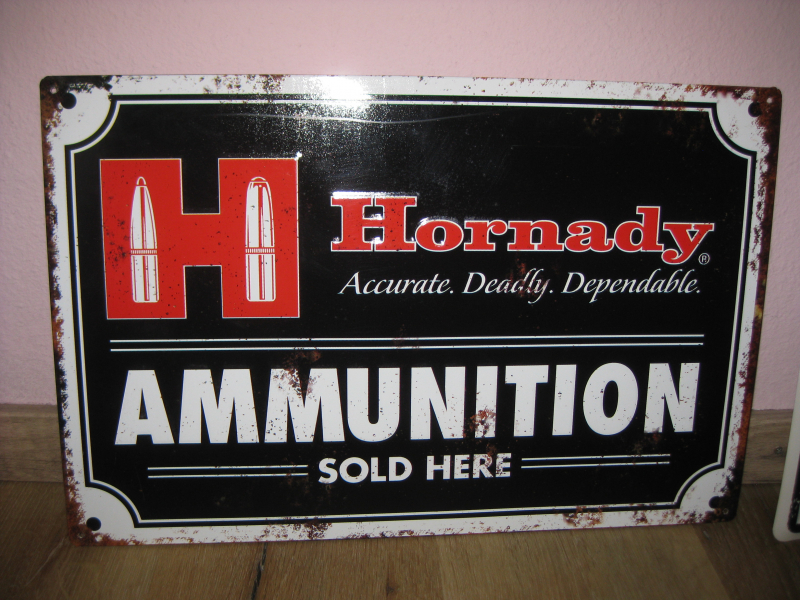 H
Hornady®
Accurate. Deadly. Dependable.
AMMUNITION
SOLD HERE